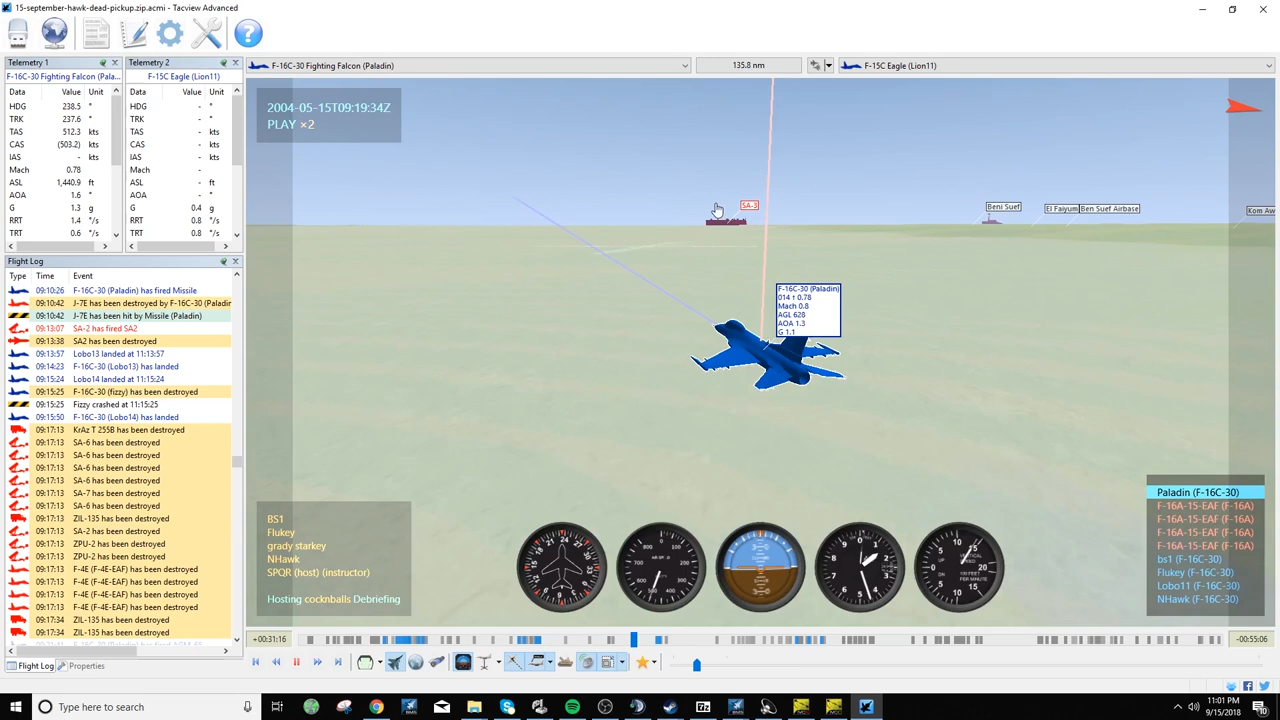 15-september-hawk-dead-pickup.zip.acmi - Tacview Advanced
Telemetry 1
F-16C-30 Fighting Falcon (Pala...
Data Value Unit
HDG 238.5 °
TRK 237.6 °
TAS 512.3 kts
CAS (503.2) kts
IAS - kts
Mach 0.78
ASL 1,440.9 ft
AOA 1.6 °
G 1.3 g
RRT 1.4 °/s
TRT 0.6 °/s
Telemetry 2
F-15C Eagle (Lion11)
Data Value Unit
HDG - °
TRK - °
TAS - kts
CAS - kts
IAS - kts
Mach -
ASL - ft
AOA - °
G 0.4 g
RRT 0.8 °/s
TRT 0.8 °/s
Flight Log
Type Time Event
09:10:26 F-16C-30 (Paladin) has fired Missile
09:10:42 J-7E has been destroyed by F-16C-30 (Paladin
09:10:42 J-7E has been hit by Missile (Paladin)
09:13:07 SA-2 has fired SA2
09:13:38 SA2 has been destroyed
09:13:57 Lobo13 landed at 11:13:57
09:14:23 F-16C-30 (Lobo13) has landed
09:15:24 Lobo14 landed at 11:15:24
09:15:25 F-16C-30 (fizzy) has been destroyed
09:15:25 Fizzy crashed at 11:15:25
09:15:50 F-16C-30 (Lobo14) has landed
09:17:13 KrAz T 255B has been destroyed
09:17:13 SA-6 has been destroyed
09:17:13 SA-6 has been destroyed
09:17:13 SA-6 has been destroyed
09:17:13 SA-6 has been destroyed
09:17:13 SA-7 has been destroyed
09:17:13 SA-6 has been destroyed
09:17:13 ZIL-135 has been destroyed
09:17:13 SA-2 has been destroyed
09:17:13 ZPU-2 has been destroyed
09:17:13 ZPU-2 has been destroyed
09:17:13 F-4E (F-4E-EAF) has been destroyed
09:17:13 F-4E (F-4E-EAF) has been destroyed
09:17:13 F-4E (F-4E-EAF) has been destroyed
09:17:13 F-4E (F-4E-EAF) has been destroyed
09:17:34 ZIL-135 has been destroyed
09:17:34 ZIL-135 has been destroyed
Flight Log Properties
F-16C-30 Fighting Falcon (Paladin) 135.8 nm F-15C Eagle (Lion11)
2004-05-15T09:19:34Z
PLAY ×2
SA-3
Beni Suef
El Faiyum
Ben Suef Airbase
Kom Aw
F-16C-30 (Paladin)
014 ↑ 0.78
Mach 0.8
AGL 628
AOA 1.3
G 1.1
BS1
Flukey
grady starkey
NHawk
SPQR (host) (instructor)
Hosting cocknballs Debriefing
Paladin (F-16C-30)
F-16A-15-EAF (F-16A)
F-16A-15-EAF (F-16A)
F-16A-15-EAF (F-16A)
F-16A-15-EAF (F-16A)
bs1 (F-16C-30)
Flukey (F-16C-30)
Lobo11 (F-16C-30)
NHawk (F-16C-30)
+00:31:16
-00:55:06
Type here to search
11:01 PM
9/15/2018